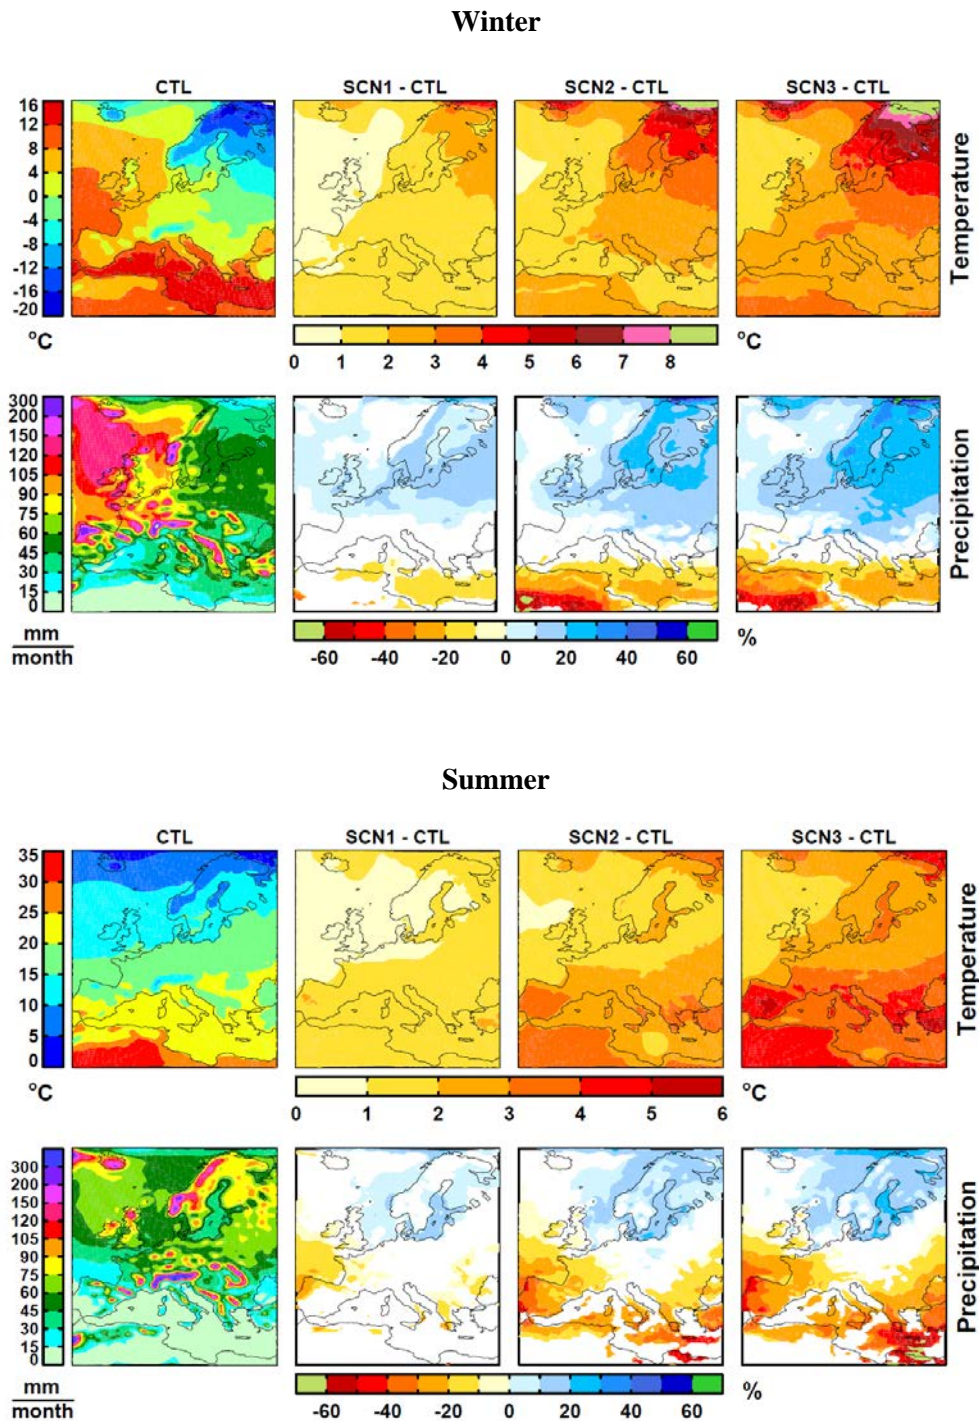 Winter
CTL SCN1 - CTL SCN2 - CTL SCN3 - CTL
16
12
8
4
0
-4
-8
-12
-16
-20
°C
Temperature
0 1 2 3 4 5 6 7 8
°C
300
200
150
120
105
90
75
60
45
30
15
0
mm
month
Precipitation
-60 -40 -20 0 20 40 60
%
Summer
CTL SCN1 - CTL SCN2 - CTL SCN3 - CTL
35
30
25
20
15
10
5
0
°C
Temperature
0 1 2 3 4 5 6
°C
300
200
150
120
105
90
75
60
45
30
15
0
mm
month
Precipitation
-60 -40 -20 0 20 40 60
%